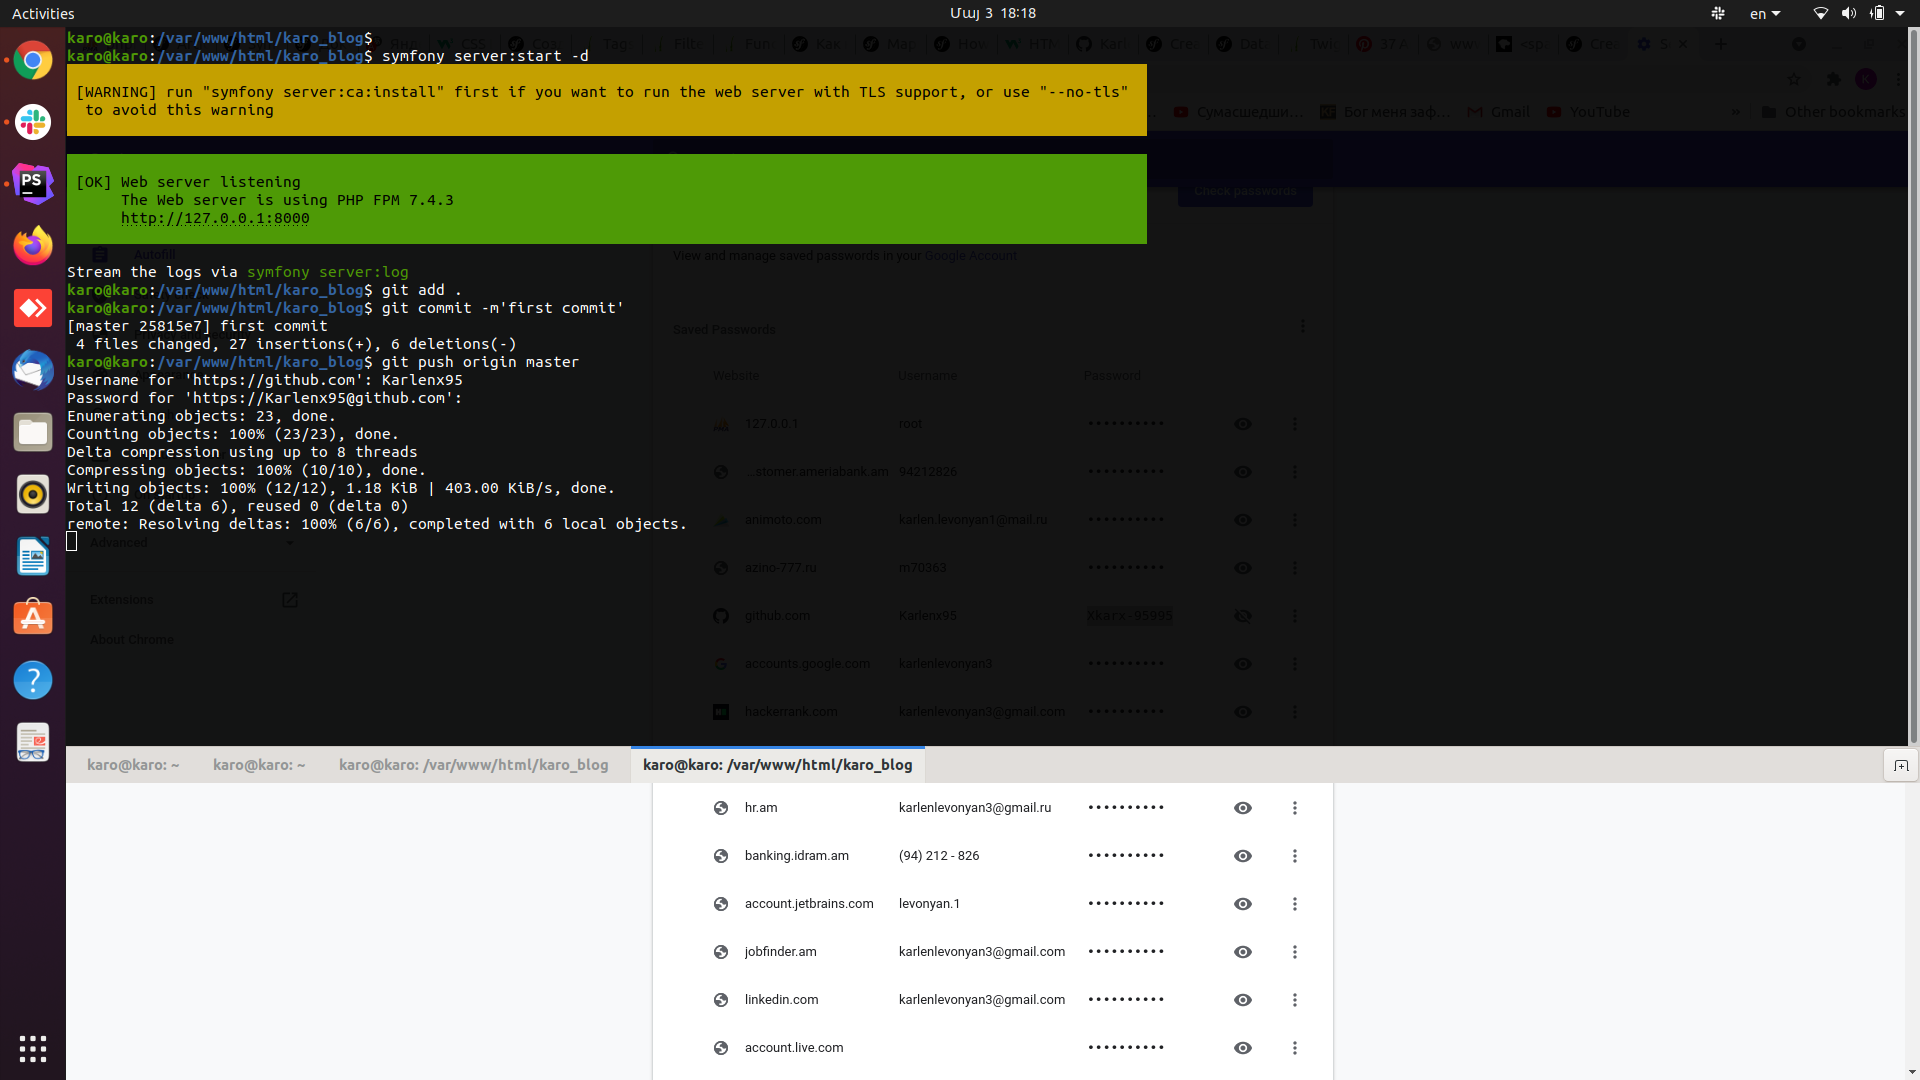 Activities
Մայ 3 18:18
en
karo@karo:/var/www/html/karo_blog$
karo@karo:/var/www/html/karo_blog$ symfony server:start -d
[WARNING] run "symfony server:ca:install" first if you want to run the web server with TLS support, or use "--no-tls"
to avoid this warning
Сумасшедши...
Бог меня заф...
Gmail
YouTube
Other bookmarks
[OK] Web server listening
The Web server is using PHP FPM 7.4.3
http://127.0.0.1:8000
Check passwords
Autofill
View and manage saved passwords in your Google Account
Stream the logs via symfony server:log
karo@karo:/var/www/html/karo_blog$ git add .
karo@karo:/var/www/html/karo_blog$ git commit -m'first commit'
[master 25815e7] first commit
4 files changed, 27 insertions(+), 6 deletions(-)
karo@karo:/var/www/html/karo_blog$ git push origin master
Username for 'https://github.com': Karlenx95
Password for 'https://Karlenx95@github.com':
Enumerating objects: 23, done.
Counting objects: 100% (23/23), done.
Delta compression using up to 8 threads
Compressing objects: 100% (10/10), done.
Writing objects: 100% (12/12), 1.18 KiB | 403.00 KiB/s, done.
Total 12 (delta 6), reused 0 (delta 0)
remote: Resolving deltas: 100% (6/6), completed with 6 local objects.
Advanced
Extensions
About Chrome
Saved Passwords
Website Username Password
127.0.0.1 root ••••••••••
...stomer.ameriabank.am 94212826 ••••••••••
animoto.com karlen.levonyan1@mail.ru ••••••••••
azino-777.ru m70363 ••••••••••
github.com Karlenx95 Xkarx-95995
accounts.google.com karlenlevonyan3 ••••••••••
hackerrank.com karlenlevonyan3@gmail.com ••••••••••
karo@karo: ~
karo@karo: ~
karo@karo: /var/www/html/karo_blog
karo@karo: /var/www/html/karo_blog
hr.am karlenlevonyan3@gmail.ru ••••••••••
banking.idram.am (94) 212 - 826 ••••••••••
account.jetbrains.com levonyan.1 ••••••••••
jobfinder.am karlenlevonyan3@gmail.com ••••••••••
linkedin.com karlenlevonyan3@gmail.com ••••••••••
account.live.com ••••••••••